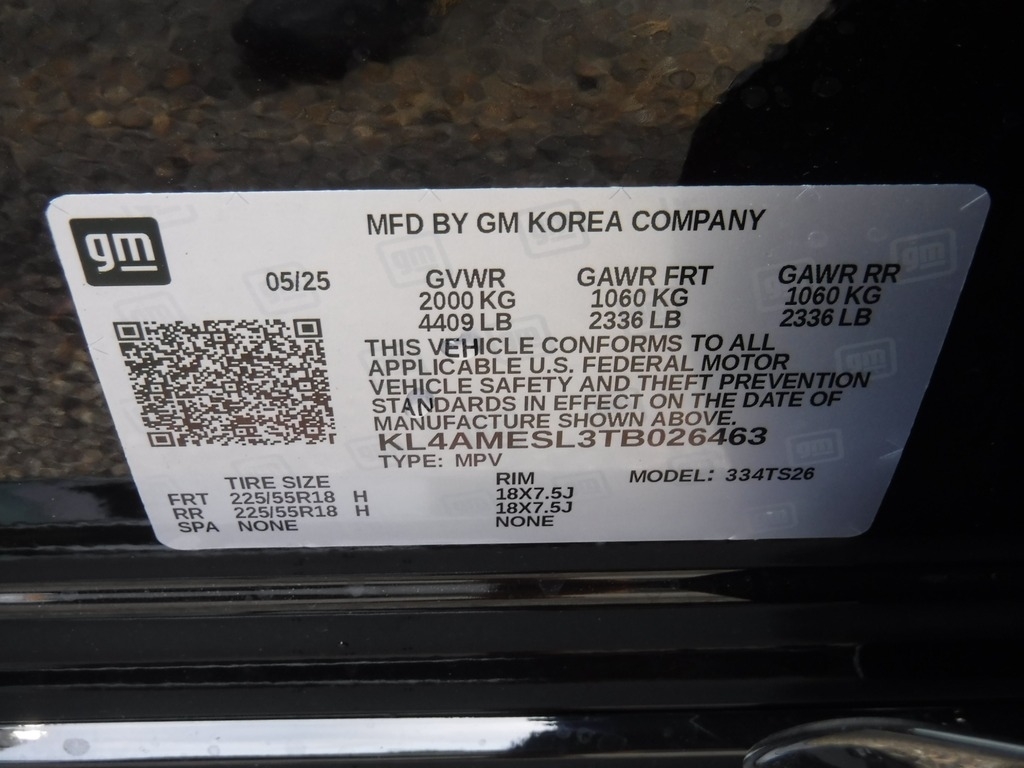 gm
MFD BY GM KOREA COMPANY
05/25
GVWR GAWR FRT GAWR RR
2000 KG 1060 KG 1060 KG
4409 LB 2336 LB 2336 LB
THIS VEHICLE CONFORMS TO ALL
APPLICABLE U.S. FEDERAL MOTOR
VEHICLE SAFETY AND THEFT PREVENTION
STANDARDS IN EFFECT ON THE DATE OF
MANUFACTURE SHOWN ABOVE.
KL4AMESL3TB026463
TYPE: MPV
MODEL: 334TS26
TIRE SIZE RIM
FRT 225/55R18 H 18X7.5J
RR 225/55R18 H 18X7.5J
SPA NONE NONE